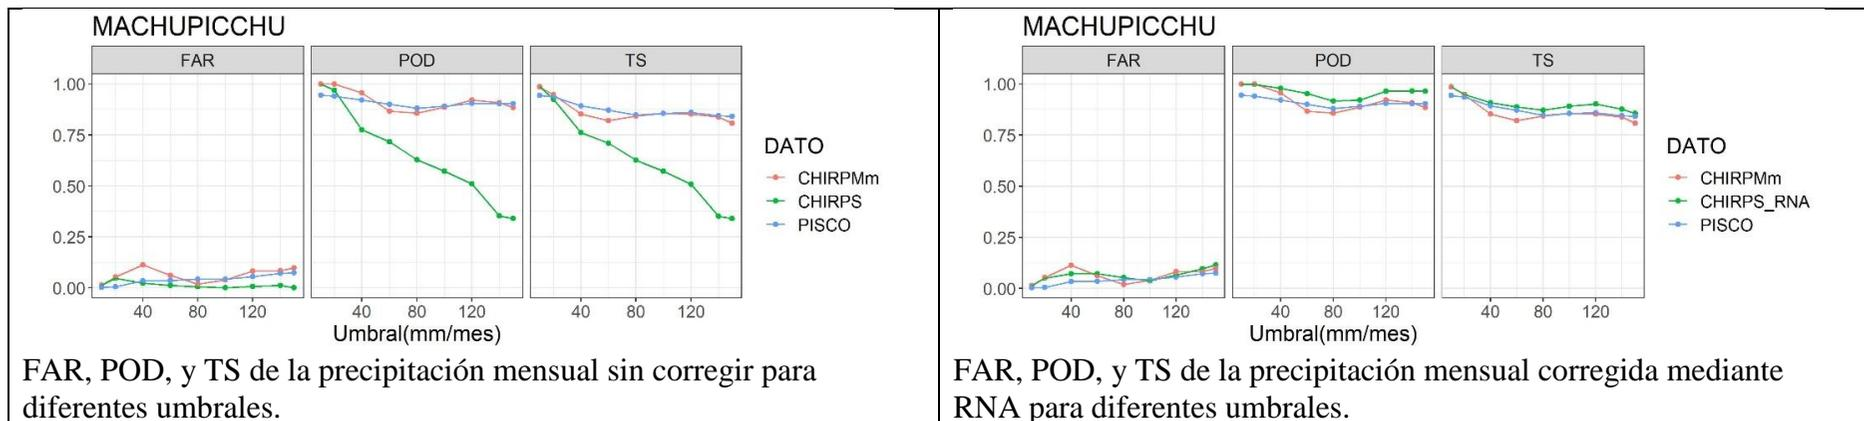 MACHUPICCHU
FAR POD TS
1.00
0.75
0.50
0.25
0.00
40 80 120 40 80 120 40 80 120
Umbral(mm/mes)
DATO
CHIRPMm
CHIRPS
PISCO
FAR, POD, y TS de la precipitación mensual sin corregir para
diferentes umbrales.
MACHUPICCHU
FAR POD TS
1.00
0.75
0.50
0.25
0.00
40 80 120 40 80 120 40 80 120
Umbral(mm/mes)
DATO
CHIRPMm
CHIRPS_RNA
PISCO
FAR, POD, y TS de la precipitación mensual corregida mediante
RNA para diferentes umbrales.